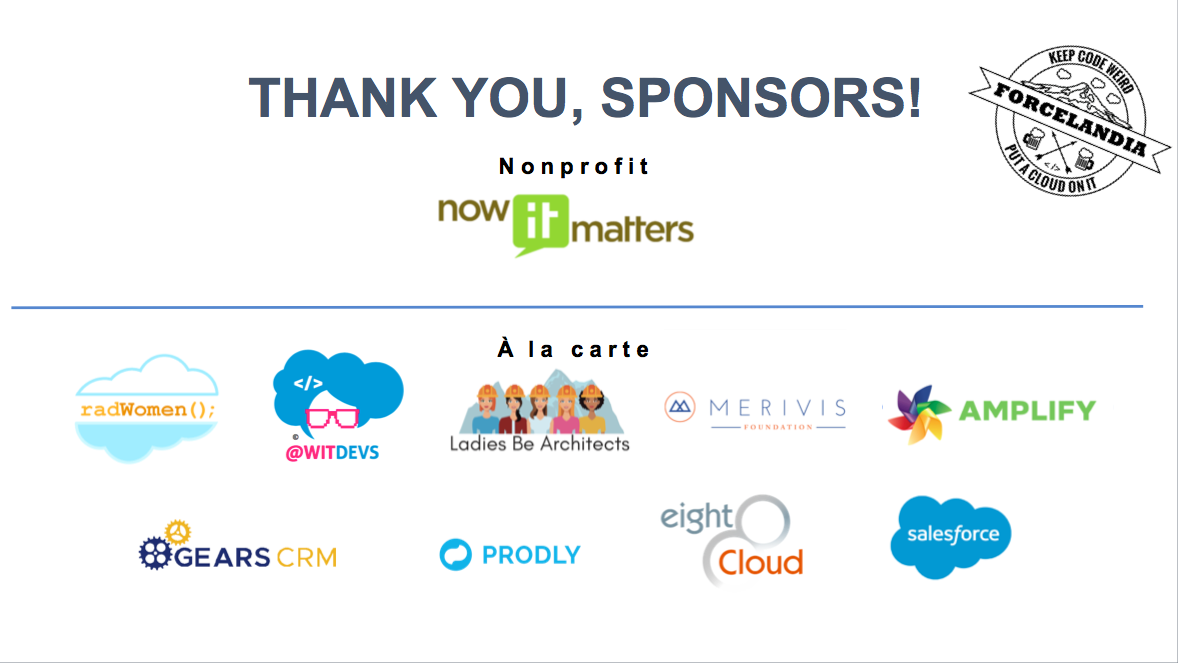 THANK YOU, SPONSORS!
KEEP CODE WEIRD
FORCELANDIA
</>
PUT A CLOUD ON IT
Nonprofit
now it matters
À la carte
radWomen();
</>
©
@WITDEVS
Ladies Be Architects
MERIVIS
FOUNDATION
AMPLIFY
GEARS CRM
PRODLY
eight
Cloud
salesforce